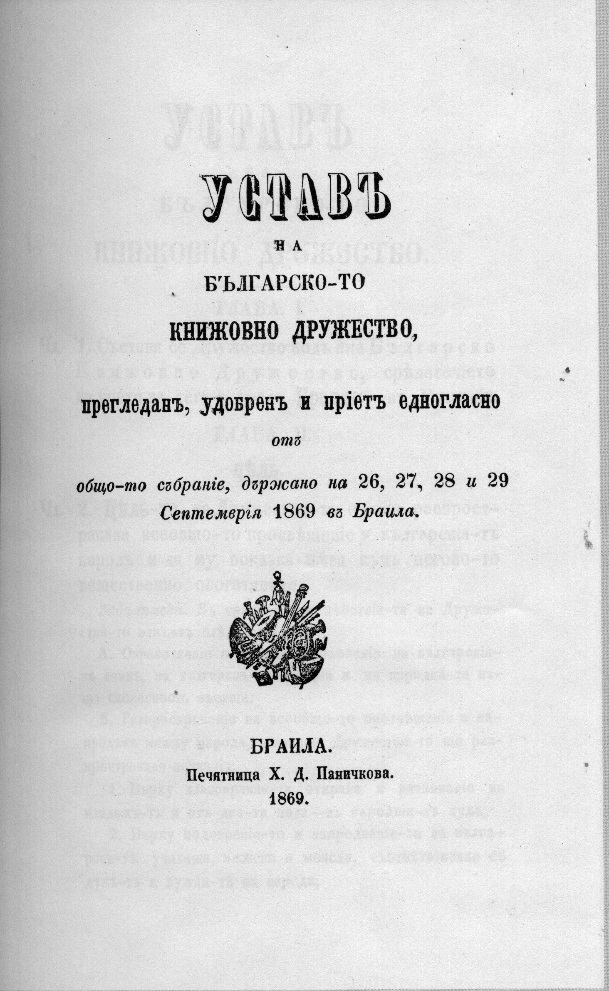 УСТАВЪ
НА
БЪЛГАРСКО-ТО
КНИЖОВНО ДРУЖЕСТВО,
прегледанъ, удобренъ и пріетъ едногласно
отъ
общо-то събраніе, държано на 26, 27, 28 и 29
Септемврія 1869 въ Браила.
БРАИЛА.
Печятница Х. Д. Паничкова.
1869.